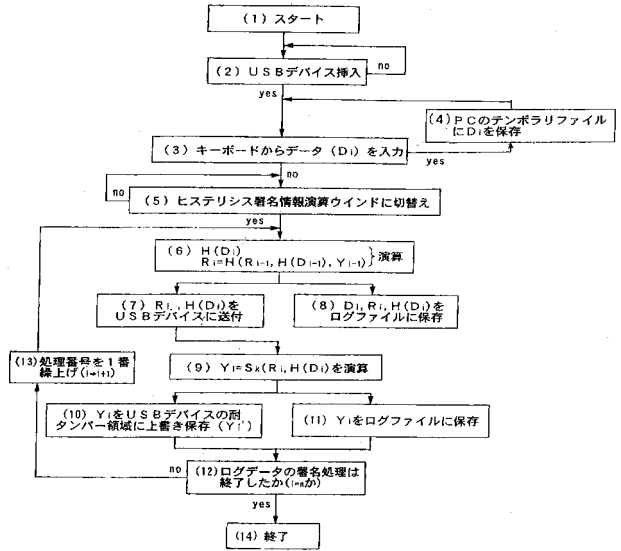 (1) スタート
no
(2) USBデバイス挿入
yes
(4) PCのテンポラリファイル
にDiを保存
(3) キーボードからデータ (Di) を入力
yes
no
no
(5) ヒステリシス署名情報演算ウインドに切替え
yes
(6) H(Di)
Ri=H(Ri-1, H(Di-1), Yi-1) }演算
(7) Ri, H(Di)を
USBデバイスに送付
(8) Di, Ri, H(Di)を
ログファイルに保存
(13)処理番号を1番
繰上げ(i→i+1)
(9) Yi=Sk(Ri, H(Di)を演算
(10) YiをUSBデバイスの耐
タンパー領域に上書き保存 (Yi')
(11) Yiをログファイルに保存
no
(12)ログデータの署名処理は
終了したか(i=nか)
yes
(14) 終了